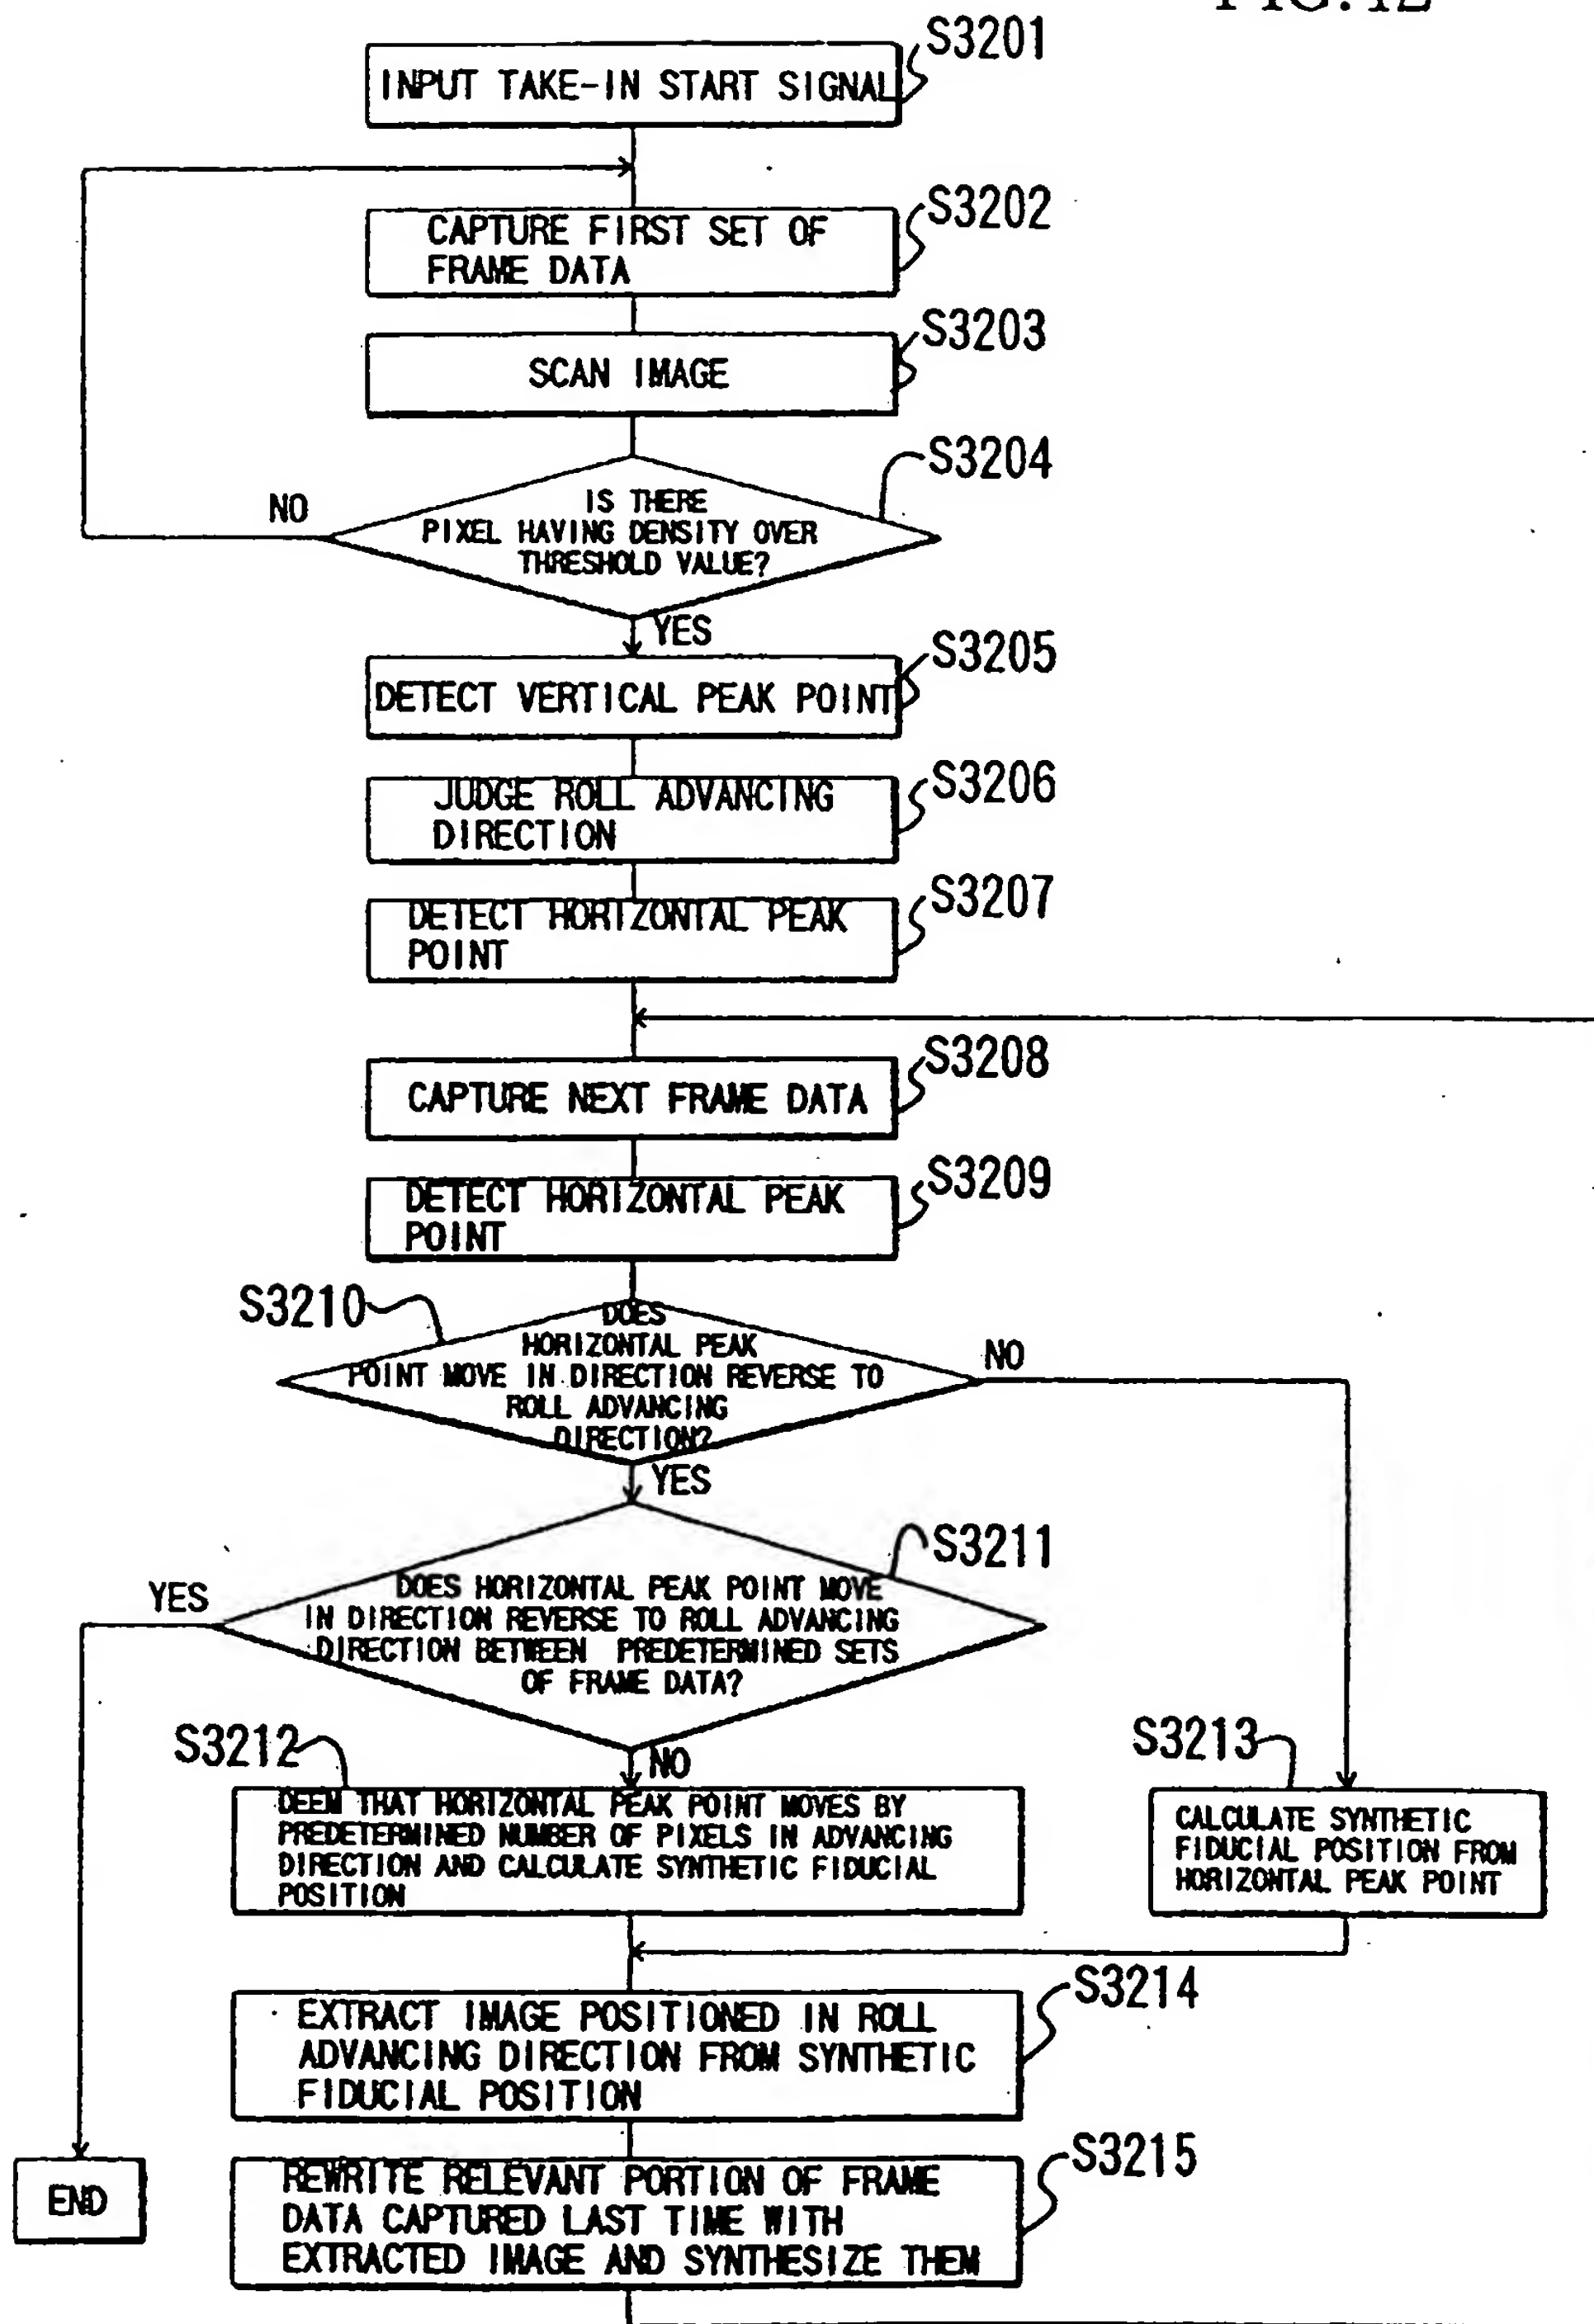 FIG.12
S3201
INPUT TAKE-IN START SIGNAL
S3202
CAPTURE FIRST SET OF
FRAME DATA
S3203
SCAN IMAGE
S3204
NO
IS THERE
PIXEL HAVING DENSITY OVER
THRESHOLD VALUE?
YES
S3205
DETECT VERTICAL PEAK POINT
S3206
JUDGE ROLL ADVANCING
DIRECTION
S3207
DETECT HORIZONTAL PEAK
POINT
S3208
CAPTURE NEXT FRAME DATA
S3209
DETECT HORIZONTAL PEAK
POINT
S3210
DOES
HORIZONTAL PEAK
POINT MOVE IN DIRECTION REVERSE TO
ROLL ADVANCING
DIRECTION?
NO
YES
S3211
YES
DOES HORIZONTAL PEAK POINT MOVE
IN DIRECTION REVERSE TO ROLL ADVANCING
DIRECTION BETWEEN PREDETERMINED SETS
OF FRAME DATA?
NO
S3212
DEEM THAT HORIZONTAL PEAK POINT MOVES BY
PREDETERMINED NUMBER OF PIXELS IN ADVANCING
DIRECTION AND CALCULATE SYNTHETIC FIDUCIAL
POSITION
S3213
CALCULATE SYNTHETIC
FIDUCIAL POSITION FROM
HORIZONTAL PEAK POINT
S3214
EXTRACT IMAGE POSITIONED IN ROLL
ADVANCING DIRECTION FROM SYNTHETIC
FIDUCIAL POSITION
S3215
REWRITE RELEVANT PORTION OF FRAME
DATA CAPTURED LAST TIME WITH
EXTRACTED IMAGE AND SYNTHESIZE THEM
END